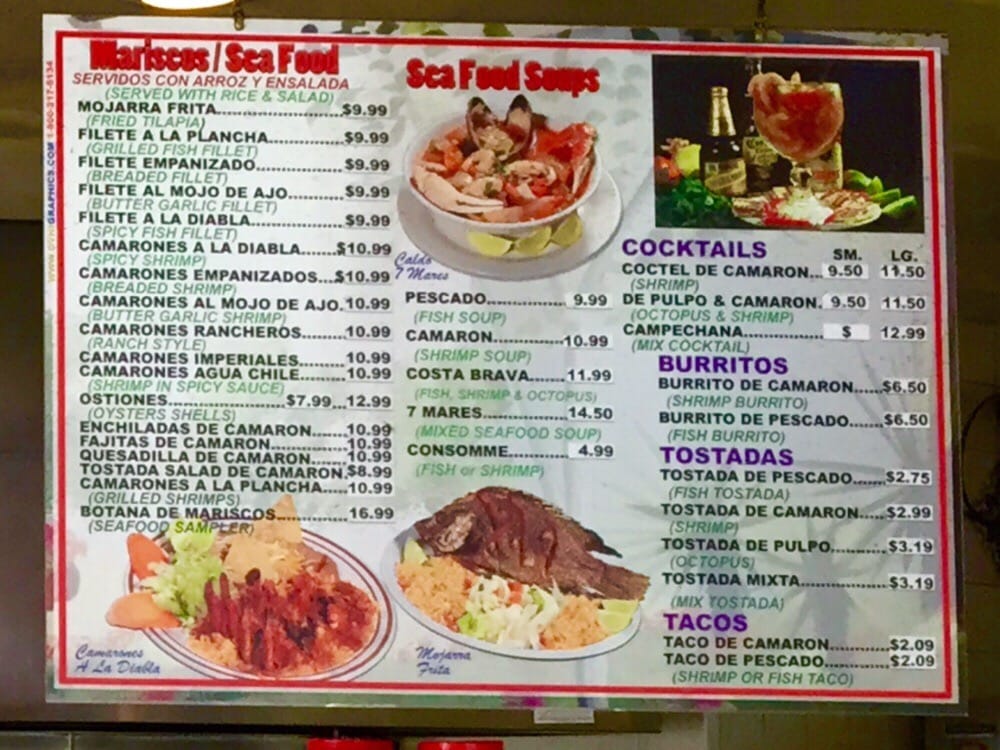 Mariscos / Sea Food
SERVIDOS CON ARROZ Y ENSALADA
(SERVED WITH RICE & SALAD)
MOJARRA FRITA..........$9.99
(FRIED TILAPIA)
FILETE A LA PLANCHA..........$9.99
(GRILLED FISH FILLET)
FILETE EMPANIZADO..........$9.99
(BREADED FILLET)
FILETE AL MOJO DE AJO.......$9.99
(BUTTER GARLIC FILLET)
FILETE A LA DIABLA..........$9.99
(SPICY FISH FILLET)
CAMARONES A LA DIABLA......$10.99
(SPICY SHRIMP)
CAMARONES EMPANIZADOS...$10.99
(BREADED SHRIMP)
CAMARONES AL MOJO DE AJO. 10.99
(BUTTER GARLIC SHRIMP)
CAMARONES RANCHEROS.......10.99
(RANCH STYLE)
CAMARONES IMPERIALES.......10.99
CAMARONES AGUA CHILE.......10.99
(SHRIMP IN SPICY SAUCE)
OSTIONES..........$7.99...12.99
(OYSTERS SHELLS)
ENCHILADAS DE CAMARON......10.99
FAJITAS DE CAMARON..........10.99
QUESADILLA DE CAMARON.....10.99
TOSTADA SALAD DE CAMARON.$8.99
CAMARONES A LA PLANCHA....10.99
(GRILLED SHRIMPS)
BOTANA DE MARISCOS..........16.99
(SEAFOOD SAMPLER)
Camarones
A La Diabla
Sea Food Soups
Caldo
7 Mares
PESCADO..........9.99
(FISH SOUP)
CAMARON..........10.99
(SHRIMP SOUP)
COSTA BRAVA.......11.99
(FISH, SHRIMP & OCTOPUS)
7 MARES..........14.50
(MIXED SEAFOOD SOUP)
CONSOMME..........4.99
(FISH or SHRIMP)
Mojarra
Frita
COCKTAILS SM. LG.
COCTEL DE CAMARON...9.50 11.50
(SHRIMP)
DE PULPO & CAMARON. 9.50 11.50
(OCTOPUS & SHRIMP)
CAMPECHANA..........$ 12.99
(MIX COCKTAIL)
BURRITOS
BURRITO DE CAMARON.....$6.50
(SHRIMP BURRITO)
BURRITO DE PESCADO.....$6.50
(FISH BURRITO)
TOSTADAS
TOSTADA DE PESCADO......$2.75
(FISH TOSTADA)
TOSTADA DE CAMARON......$2.99
(SHRIMP)
TOSTADA DE PULPO..........$3.19
(OCTOPUS)
TOSTADA MIXTA..........$3.19
(MIX TOSTADA)
TACOS
TACO DE CAMARON..........$2.09
TACO DE PESCADO..........$2.09
(SHRIMP OR FISH TACO)
1-800-317-5134